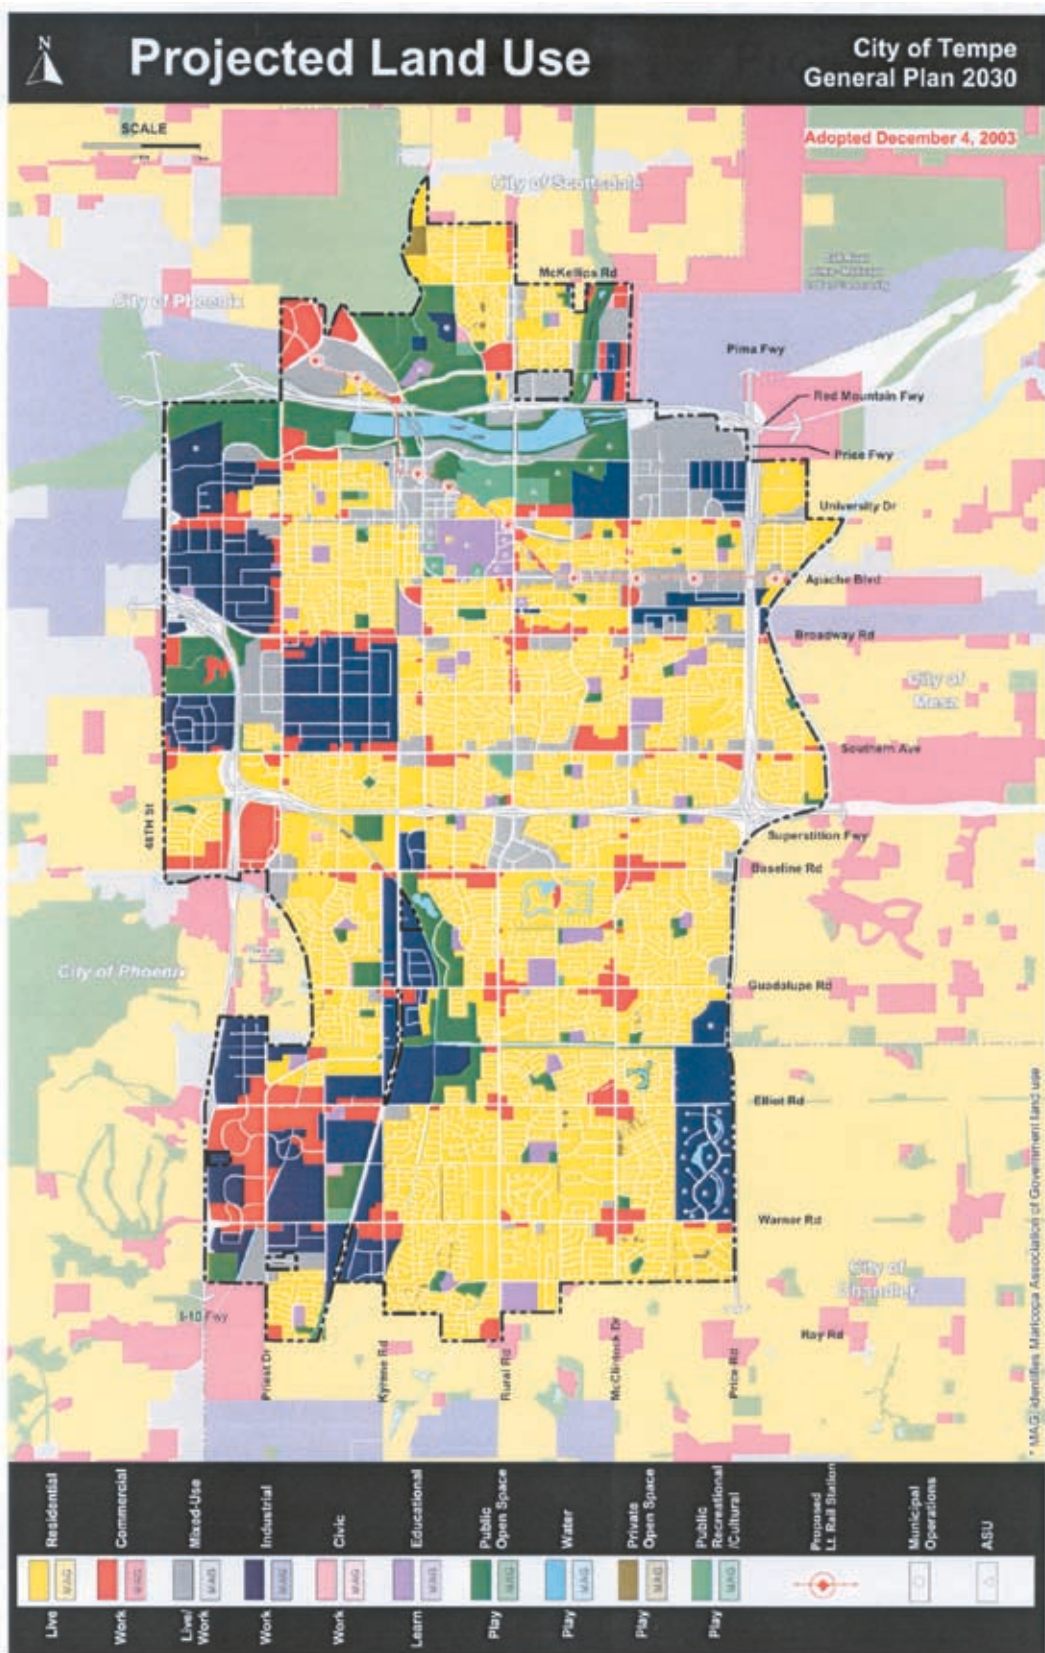 N
Projected Land Use
City of Tempe
General Plan 2030
SCALE
Adopted December 4, 2003
City of Scottsdale
McKellips Rd
City of Phoenix
Pima Fwy
Red Mountain Fwy
Price Fwy
University Dr
Apache Blvd
Broadway Rd
City of
Mesa
Southern Ave
48TH St
Superstition Fwy
Baseline Rd
City of Phoenix
Guadalupe Rd
Elliot Rd
Warner Rd
City of
Chandler
I-10 Fwy
Ray Rd
Priest Dr
Kyrene Rd
Rural Rd
McClintock Dr
Price Rd
* MAG: identifies Maricopa Association of Government land use
Live
MAG
Residential
Work
MAG
Commercial
Live/
Work
MAG
Mixed-Use
Work
MAG
Industrial
Work
MAG
Civic
Learn
MAG
Educational
Play
MAG
Public
Open Space
Play
MAG
Water
Play
MAG
Private
Open Space
Play
MAG
Public
Recreational
/Cultural
Proposed
Lt. Rail Station
Municipal
Operations
ASU